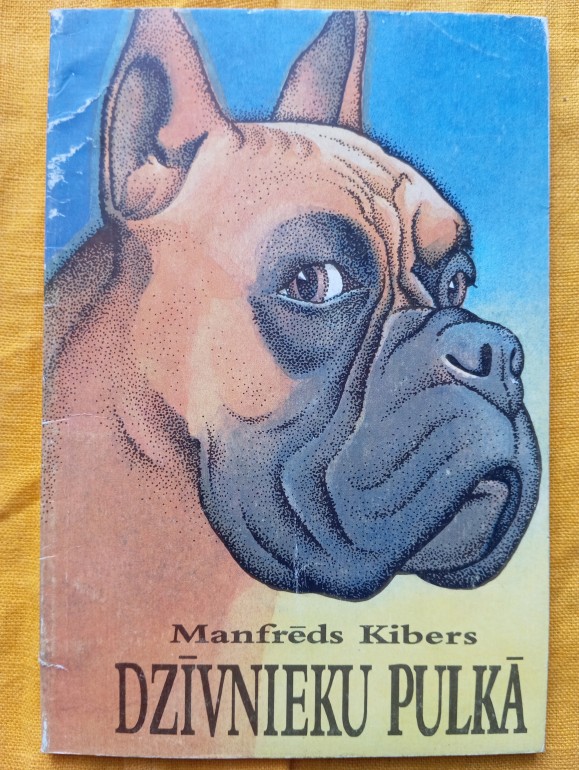 Manfrēds Kibers
DZĪVNIEKU PULKĀ